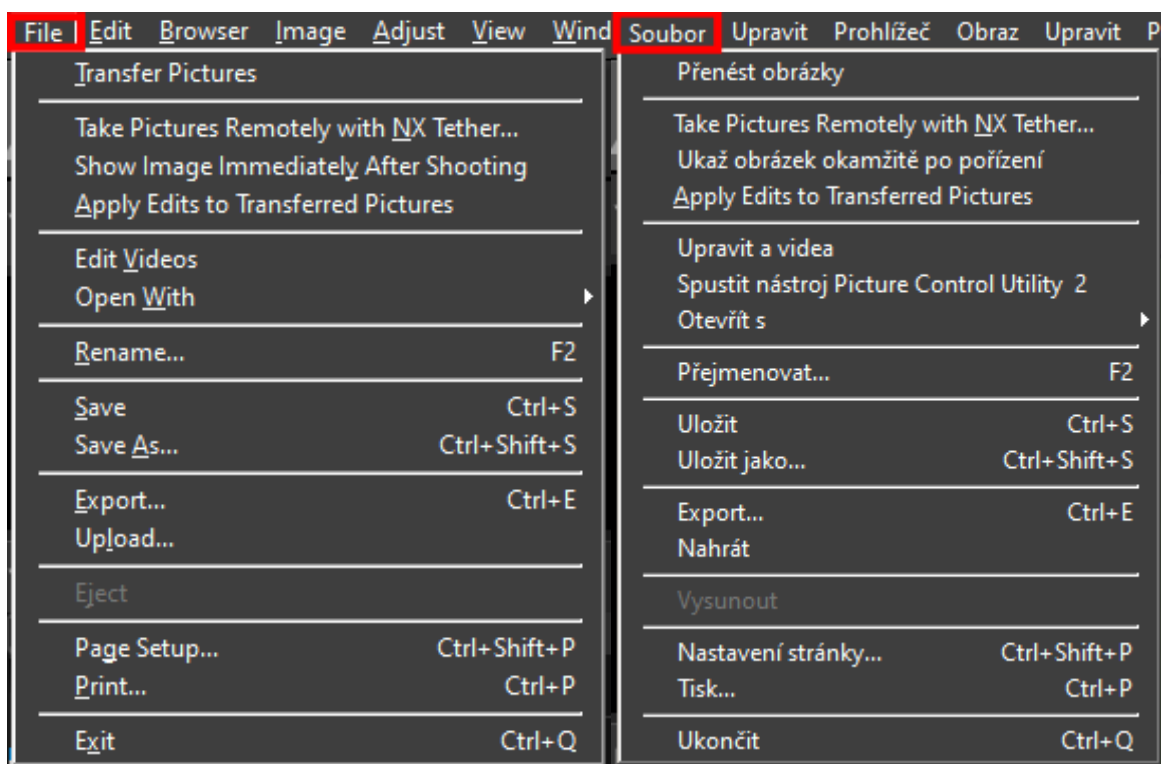 File Edit Browser Image Adjust View Wind
Transfer Pictures
Take Pictures Remotely with NX Tether...
Show Image Immediately After Shooting
Apply Edits to Transferred Pictures
Edit Videos
Open With
Rename... F2
Save Ctrl+S
Save As... Ctrl+Shift+S
Export... Ctrl+E
Upload...
Eject
Page Setup... Ctrl+Shift+P
Print... Ctrl+P
Exit Ctrl+Q
Soubor Upravit Prohlížeč Obraz Upravit P
Přenést obrázky
Take Pictures Remotely with NX Tether...
Ukaž obrázek okamžitě po pořízení
Apply Edits to Transferred Pictures
Upravit a videa
Spustit nástroj Picture Control Utility 2
Otevřít s
Přejmenovat... F2
Uložit Ctrl+S
Uložit jako... Ctrl+Shift+S
Export... Ctrl+E
Nahrát
Vysunout
Nastavení stránky... Ctrl+Shift+P
Tisk... Ctrl+P
Ukončit Ctrl+Q